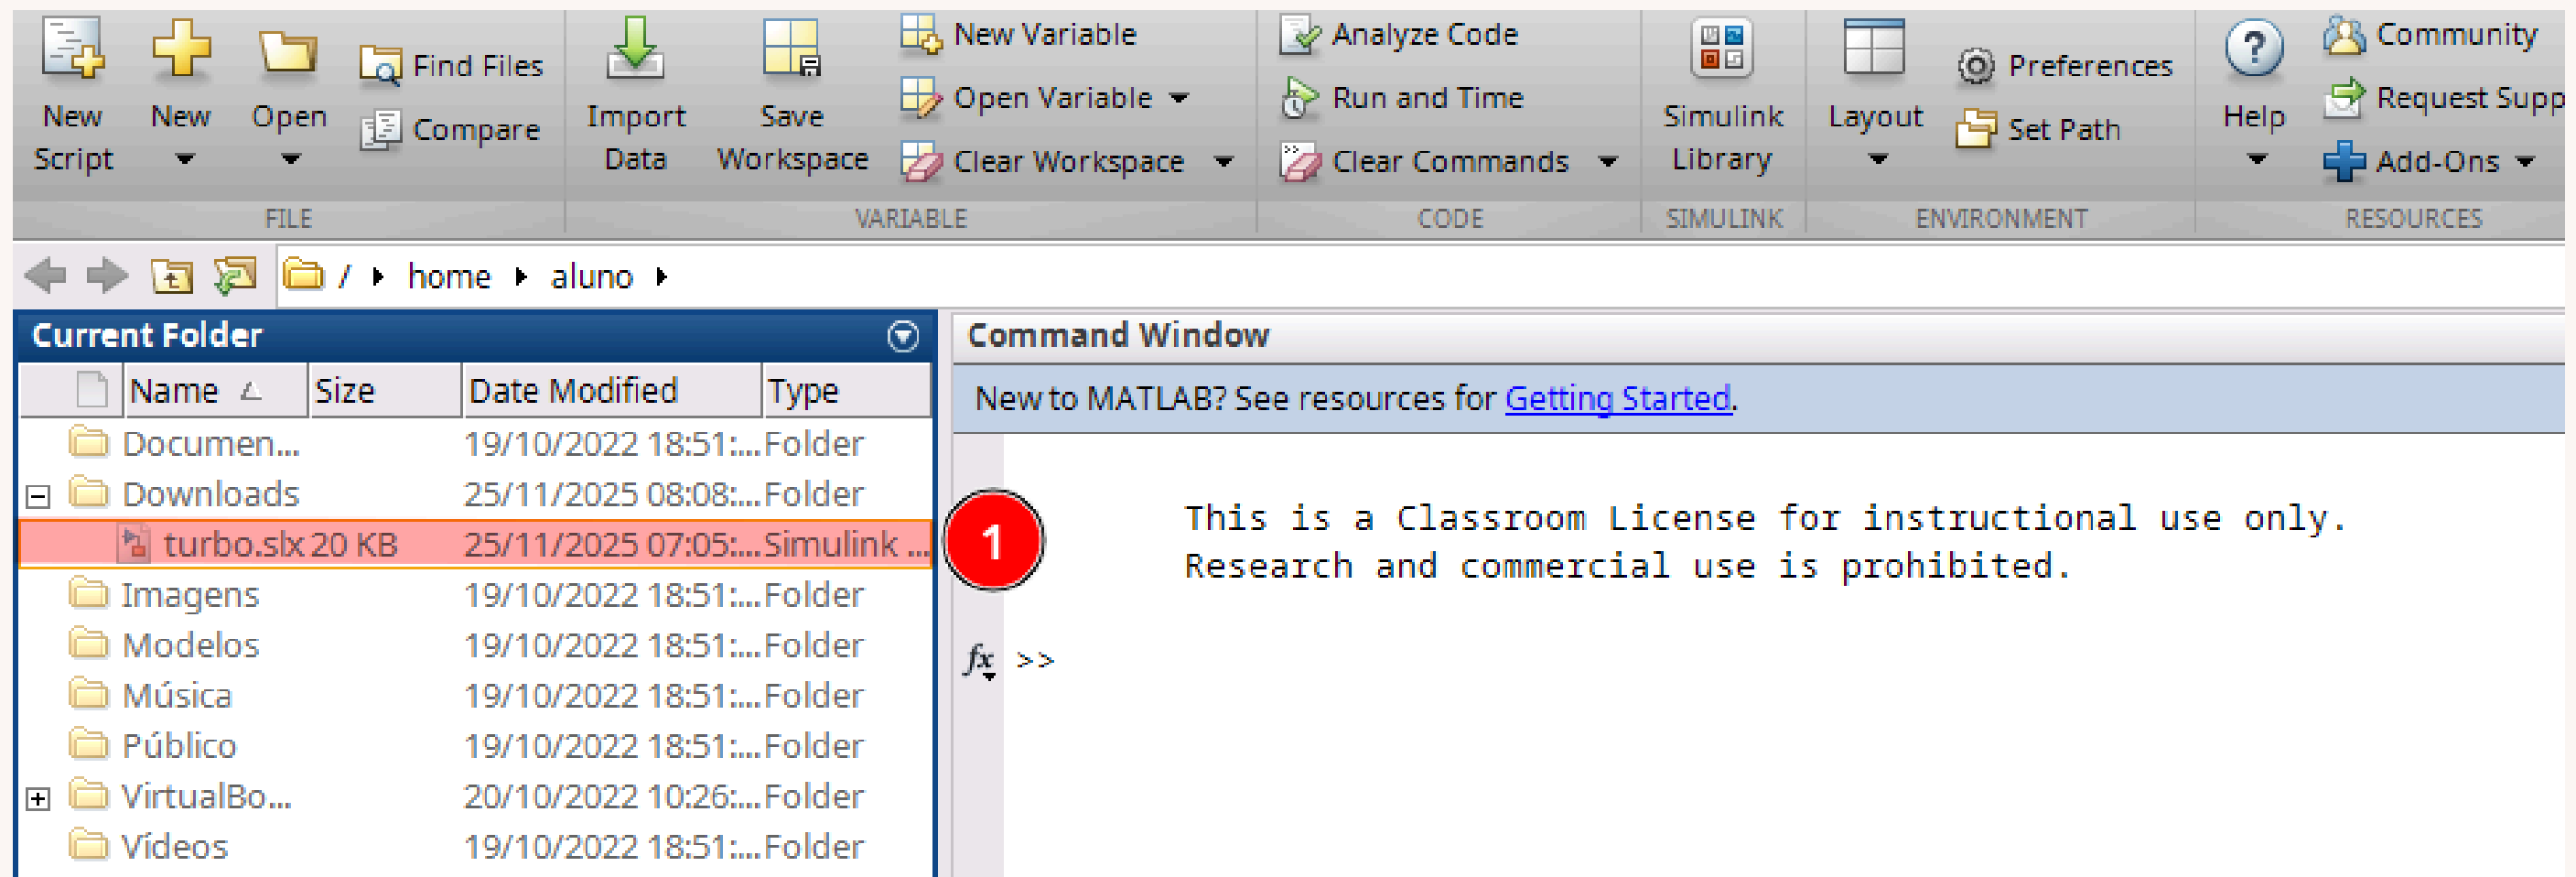 New Script
New
Open
Find Files
Compare
FILE
Import Data
Save Workspace
New Variable
Open Variable
Clear Workspace
VARIABLE
Analyze Code
Run and Time
Clear Commands
CODE
Simulink Library
SIMULINK
Layout
Preferences
Set Path
ENVIRONMENT
? Help
Community
Request Supp
Add-Ons
RESOURCES
/ home aluno
Current Folder
Name Size Date Modified Type
Documen... 19/10/2022 18:51:... Folder
Downloads 25/11/2025 08:08:... Folder
turbo.slx 20 KB 25/11/2025 07:05:... Simulink ...
Imagens 19/10/2022 18:51:... Folder
Modelos 19/10/2022 18:51:... Folder
Música 19/10/2022 18:51:... Folder
Público 19/10/2022 18:51:... Folder
VirtualBo... 20/10/2022 10:26:... Folder
Vídeos 19/10/2022 18:51:... Folder
1
Command Window
New to MATLAB? See resources for Getting Started.
This is a Classroom License for instructional use only.
Research and commercial use is prohibited.
fx >>